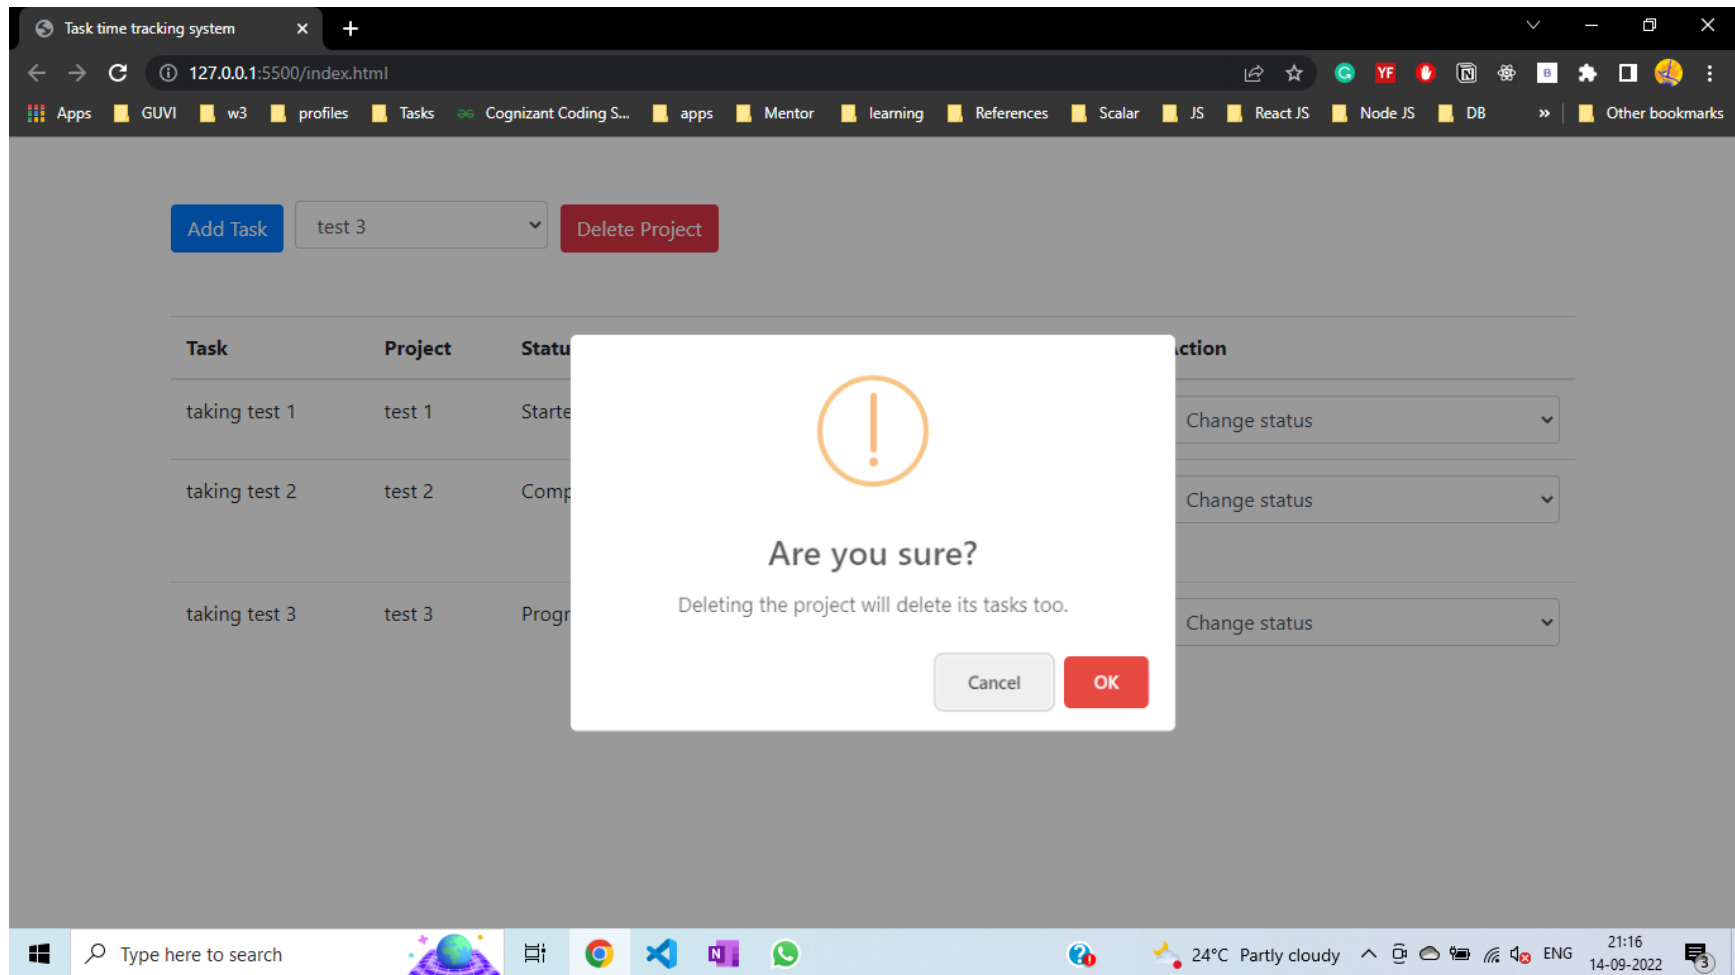 Task time tracking system
127.0.0.1:5500/index.html
YF
B
Apps GUVI w3 profiles Tasks Cognizant Coding S... apps Mentor learning References Scalar JS React JS Node JS DB » Other bookmarks
Add Task test 3 Delete Project
Task Project Statu ction
taking test 1 test 1 Starte Change status
taking test 2 test 2 Comp Change status
taking test 3 test 3 Progr Change status
Are you sure?
Deleting the project will delete its tasks too.
Cancel OK
Type here to search
24°C Partly cloudy ENG
21:16
14-09-2022
3